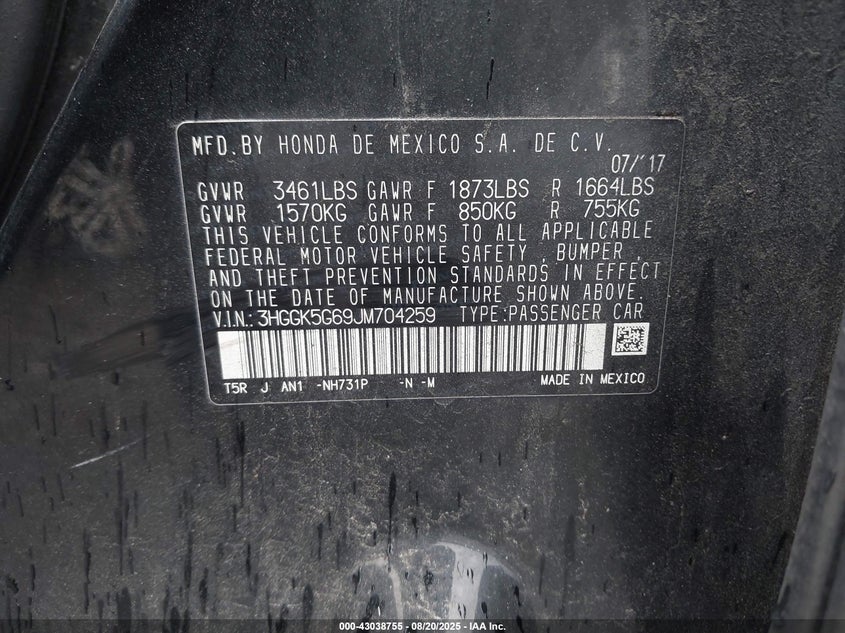 MFD.BY HONDA DE MEXICO S.A. DE C.V.
07/'17
GVWR 3461LBS GAWR F 1873LBS R 1664LBS
GVWR 1570KG GAWR F 850KG R 755KG
THIS VEHICLE CONFORMS TO ALL APPLICABLE
FEDERAL MOTOR VEHICLE SAFETY , BUMPER ,
AND THEFT PREVENTION STANDARDS IN EFFECT
ON THE DATE OF MANUFACTURE SHOWN ABOVE.
V.I.N.: 3HGGK5G69JM704259 TYPE:PASSENGER CAR
T5R J AN1 -NH731P -N -M MADE IN MEXICO
000-43038755 - 08/20/2025 - IAA Inc.